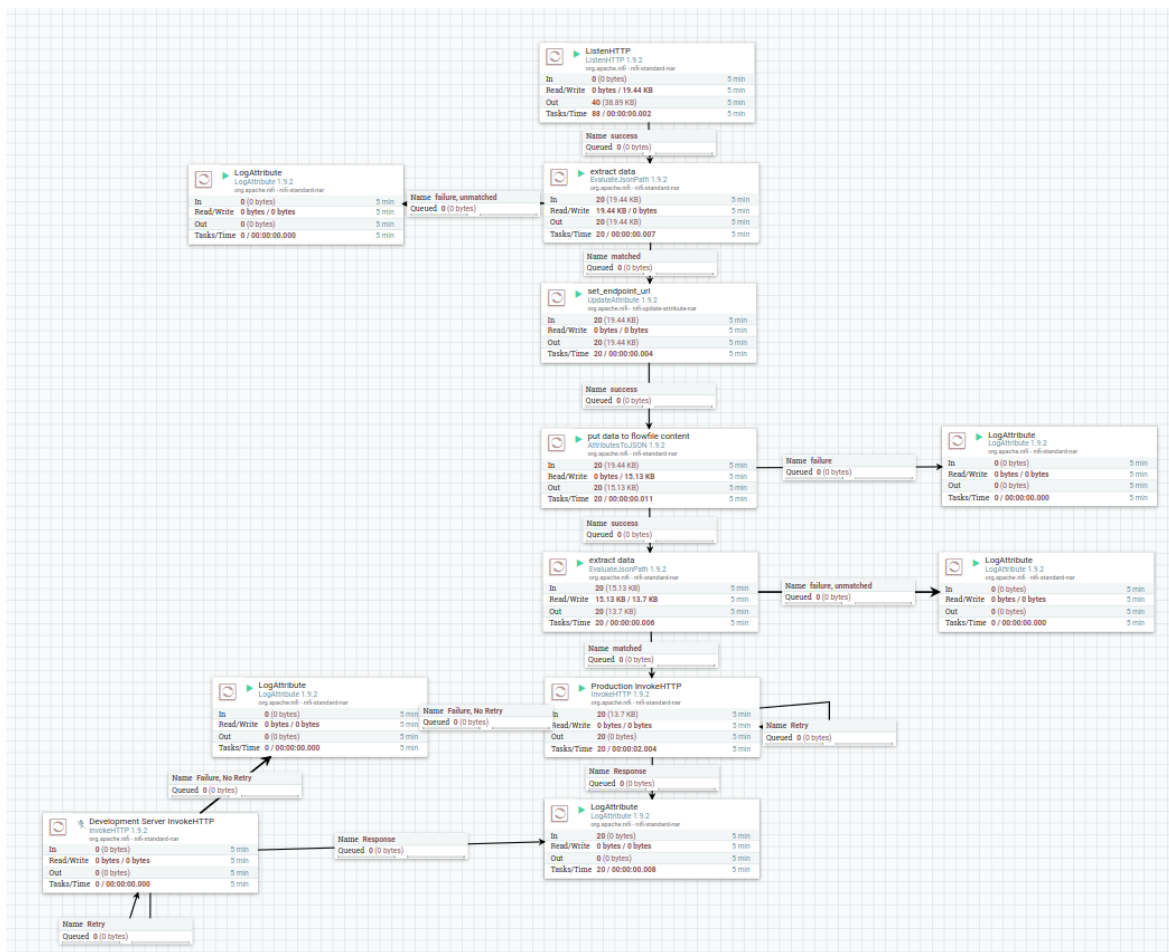 ListenHTTP
ListenHTTP 1.9.2
org.apache.nifi - nifi-standard-nar
In 0 (0 bytes) 5 min
Read/Write 0 bytes / 19.44 KB 5 min
Out 40 (38.89 KB) 5 min
Tasks/Time 88 / 00:00:00.002 5 min
Name success
Queued 0 (0 bytes)
LogAttribute
LogAttribute 1.9.2
org.apache.nifi - nifi-standard-nar
In 0 (0 bytes) 5 min
Read/Write 0 bytes / 0 bytes 5 min
Out 0 (0 bytes) 5 min
Tasks/Time 0 / 00:00:00.000 5 min
Name failure, unmatched
Queued 0 (0 bytes)
extract data
EvaluateJsonPath 1.9.2
org.apache.nifi - nifi-standard-nar
In 20 (19.44 KB) 5 min
Read/Write 19.44 KB / 0 bytes 5 min
Out 20 (19.44 KB) 5 min
Tasks/Time 20 / 00:00:00.007 5 min
Name matched
Queued 0 (0 bytes)
set_endpoint_url
UpdateAttribute 1.9.2
org.apache.nifi - nifi-update-attribute-nar
In 20 (19.44 KB) 5 min
Read/Write 0 bytes / 0 bytes 5 min
Out 20 (19.44 KB) 5 min
Tasks/Time 20 / 00:00:00.004 5 min
Name success
Queued 0 (0 bytes)
put data to flowfile content
AttributesToJSON 1.9.2
org.apache.nifi - nifi-standard-nar
In 20 (19.44 KB) 5 min
Read/Write 0 bytes / 15.13 KB 5 min
Out 20 (15.13 KB) 5 min
Tasks/Time 20 / 00:00:00.011 5 min
Name failure
Queued 0 (0 bytes)
LogAttribute
LogAttribute 1.9.2
org.apache.nifi - nifi-standard-nar
In 0 (0 bytes) 5 min
Read/Write 0 bytes / 0 bytes 5 min
Out 0 (0 bytes) 5 min
Tasks/Time 0 / 00:00:00.000 5 min
Name success
Queued 0 (0 bytes)
extract data
EvaluateJsonPath 1.9.2
org.apache.nifi - nifi-standard-nar
In 20 (15.13 KB) 5 min
Read/Write 15.13 KB / 13.7 KB 5 min
Out 20 (13.7 KB) 5 min
Tasks/Time 20 / 00:00:00.006 5 min
Name failure, unmatched
Queued 0 (0 bytes)
LogAttribute
LogAttribute 1.9.2
org.apache.nifi - nifi-standard-nar
In 0 (0 bytes) 5 min
Read/Write 0 bytes / 0 bytes 5 min
Out 0 (0 bytes) 5 min
Tasks/Time 0 / 00:00:00.000 5 min
Name matched
Queued 0 (0 bytes)
LogAttribute
LogAttribute 1.9.2
org.apache.nifi - nifi-standard-nar
In 0 (0 bytes) 5 min
Read/Write 0 bytes / 0 bytes 5 min
Out 0 (0 bytes) 5 min
Tasks/Time 0 / 00:00:00.000 5 min
Name Failure, No Retry
Queued 0 (0 bytes)
Production InvokeHTTP
InvokeHTTP 1.9.2
org.apache.nifi - nifi-standard-nar
In 20 (13.7 KB) 5 min
Read/Write 0 bytes / 0 bytes 5 min
Out 20 (0 bytes) 5 min
Tasks/Time 20 / 00:00:02.004 5 min
Name Retry
Queued 0 (0 bytes)
Name Failure, No Retry
Queued 0 (0 bytes)
Name Response
Queued 0 (0 bytes)
Development Server InvokeHTTP
InvokeHTTP 1.9.2
org.apache.nifi - nifi-standard-nar
In 0 (0 bytes) 5 min
Read/Write 0 bytes / 0 bytes 5 min
Out 0 (0 bytes) 5 min
Tasks/Time 0 / 00:00:00.000 5 min
Name Response
Queued 0 (0 bytes)
LogAttribute
LogAttribute 1.9.2
org.apache.nifi - nifi-standard-nar
In 20 (0 bytes) 5 min
Read/Write 0 bytes / 0 bytes 5 min
Out 0 (0 bytes) 5 min
Tasks/Time 20 / 00:00:00.008 5 min
Name Retry
Queued 0 (0 bytes)